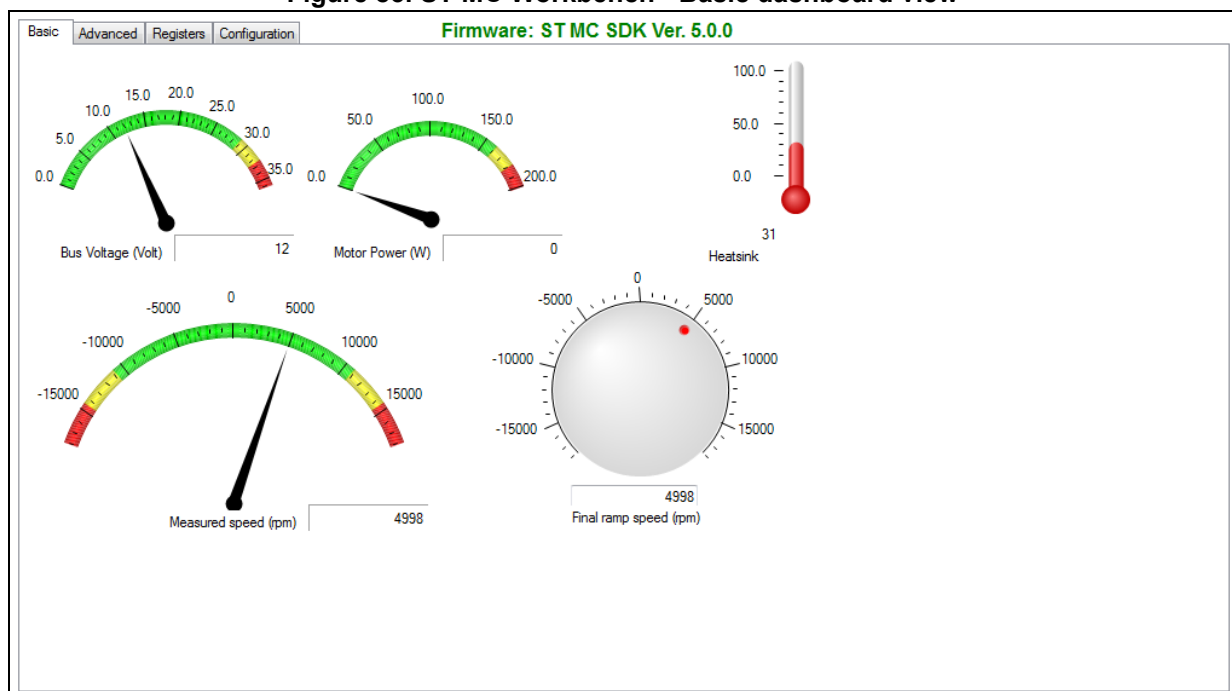 Basic Advanced Registers Configuration
Firmware: ST MC SDK Ver. 5.0.0
0.0 5.0 10.0 15.0 20.0 25.0 30.0 35.0
Bus Voltage (Volt) 12
0.0 50.0 100.0 150.0 200.0
Motor Power (W) 0
100.0
50.0
0.0
31
Heatsink
-15000 -10000 -5000 0 5000 10000 15000
Measured speed (rpm) 4998
-15000 -10000 -5000 0 5000 10000 15000
4998
Final ramp speed (rpm)